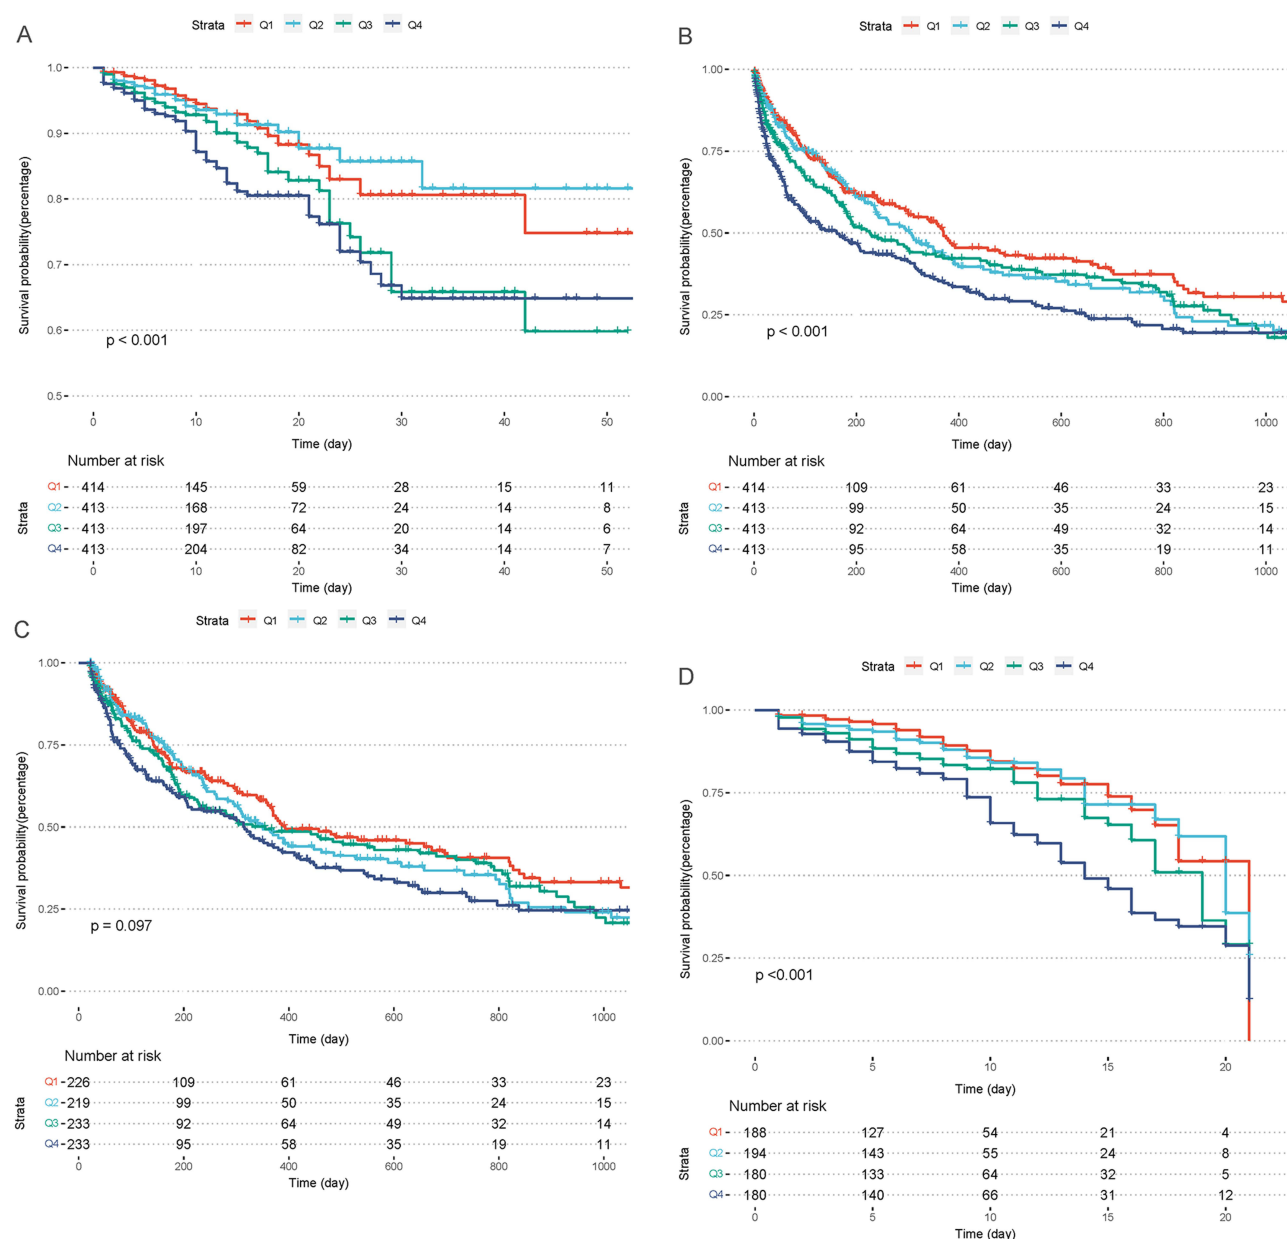 A
Strata Q1 Q2 Q3 Q4
Survival probability(percentage)
1.0
0.9
0.8
0.7
0.6
0.5
p < 0.001
0 10 20 30 40 50
Time (day)
Number at risk
Strata
Q1 414 145 59 28 15 11
Q2 413 168 72 24 14 8
Q3 413 197 64 20 14 6
Q4 413 204 82 34 14 7
0 10 20 30 40 50
Time (day)
B
Strata Q1 Q2 Q3 Q4
Survival probability(percentage)
1.00
0.75
0.50
0.25
0.00
p < 0.001
0 200 400 600 800 1000
Time (day)
Number at risk
Strata
Q1 414 109 61 46 33 23
Q2 413 99 50 35 24 15
Q3 413 92 64 49 32 14
Q4 413 95 58 35 19 11
0 200 400 600 800 1000
Time (day)
C
Strata Q1 Q2 Q3 Q4
Survival probability(percentage)
1.00
0.75
0.50
0.25
0.00
p = 0.097
0 200 400 600 800 1000
Time (day)
Number at risk
Strata
Q1 226 109 61 46 33 23
Q2 219 99 50 35 24 15
Q3 233 92 64 49 32 14
Q4 233 95 58 35 19 11
0 200 400 600 800 1000
Time (day)
D
Strata Q1 Q2 Q3 Q4
Survival probability(percentage)
1.00
0.75
0.50
0.25
0.00
p <0.001
0 5 10 15 20
Time (day)
Number at risk
Strata
Q1 188 127 54 21 4
Q2 194 143 55 24 8
Q3 180 133 64 32 5
Q4 180 140 66 31 12
0 5 10 15 20
Time (day)